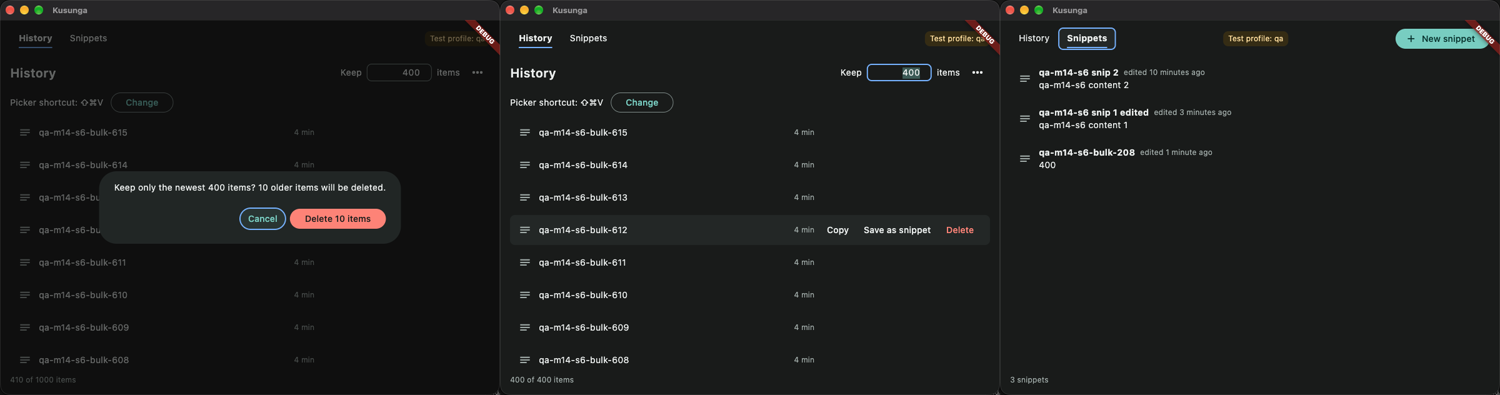 Kusunga
DEBUG
History Snippets Test profile: qa
History Keep 400 items
Picker shortcut: ⇧⌘V Change
qa-m14-s6-bulk-615 4 min
qa-m14-s6-bulk-614
qa-m14-s6-b
Keep only the newest 400 items? 10 older items will be deleted.
qa-m14-s6-b
Cancel Delete 10 items
qa-m14-s6-bulk-611 4 min
qa-m14-s6-bulk-610 4 min
qa-m14-s6-bulk-609 4 min
qa-m14-s6-bulk-608 4 min
410 of 1000 items
Kusunga
DEBUG
History Snippets Test profile: qa
History Keep 400 items
Picker shortcut: ⇧⌘V Change
qa-m14-s6-bulk-615 4 min
qa-m14-s6-bulk-614 4 min
qa-m14-s6-bulk-613 4 min
qa-m14-s6-bulk-612 4 min Copy Save as snippet Delete
qa-m14-s6-bulk-611 4 min
qa-m14-s6-bulk-610 4 min
qa-m14-s6-bulk-609 4 min
qa-m14-s6-bulk-608 4 min
400 of 400 items
Kusunga
DEBUG
History Snippets Test profile: qa + New snippet
qa-m14-s6 snip 2 edited 10 minutes ago
qa-m14-s6 content 2
qa-m14-s6 snip 1 edited edited 3 minutes ago
qa-m14-s6 content 1
qa-m14-s6-bulk-208 edited 1 minute ago
400
3 snippets